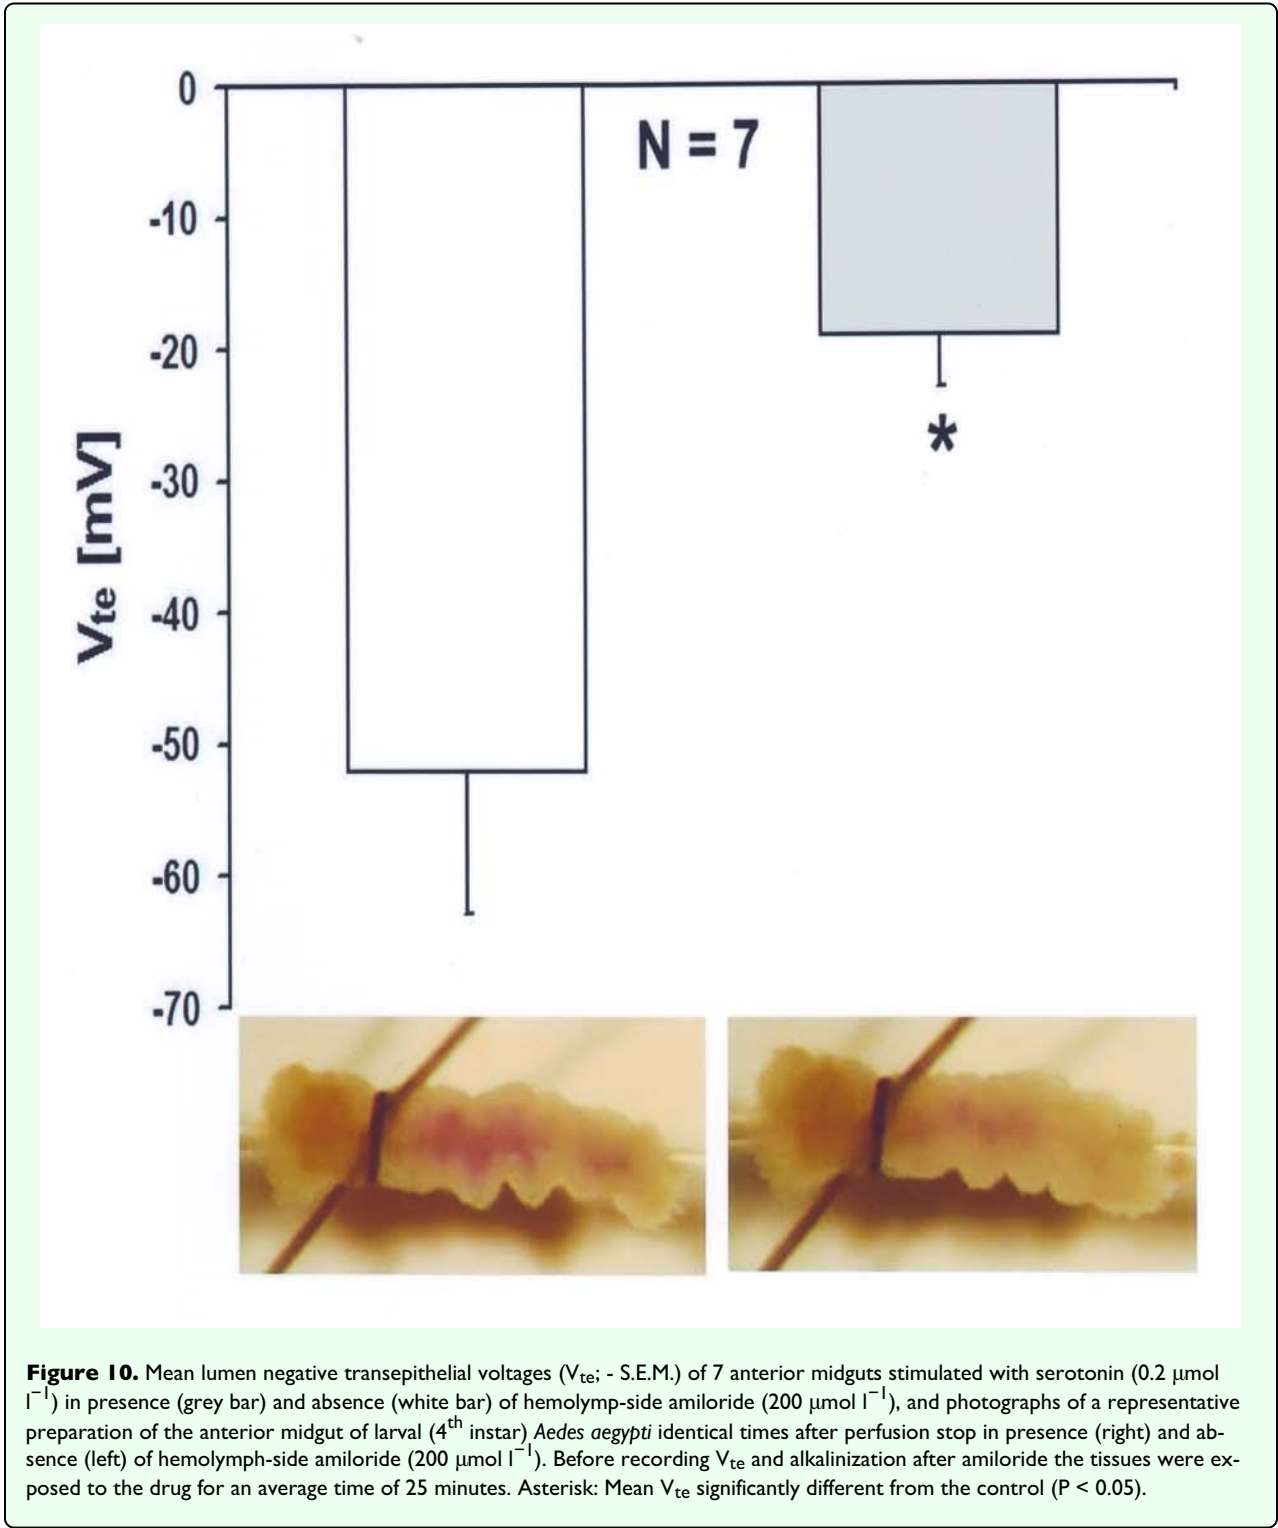 0
N = 7
-10
-20
*
-30
-40
-50
-60
-70
Vte [mV]
Figure 10. Mean lumen negative transepithelial voltages (Vte; - S.E.M.) of 7 anterior midguts stimulated with serotonin (0.2 μmol
l−1) in presence (grey bar) and absence (white bar) of hemolymp-side amiloride (200 μmol l−1), and photographs of a representative
preparation of the anterior midgut of larval (4th instar) Aedes aegypti identical times after perfusion stop in presence (right) and ab-
sence (left) of hemolymph-side amiloride (200 μmol l−1). Before recording Vte and alkalinization after amiloride the tissues were ex-
posed to the drug for an average time of 25 minutes. Asterisk: Mean Vte significantly different from the control (P < 0.05).